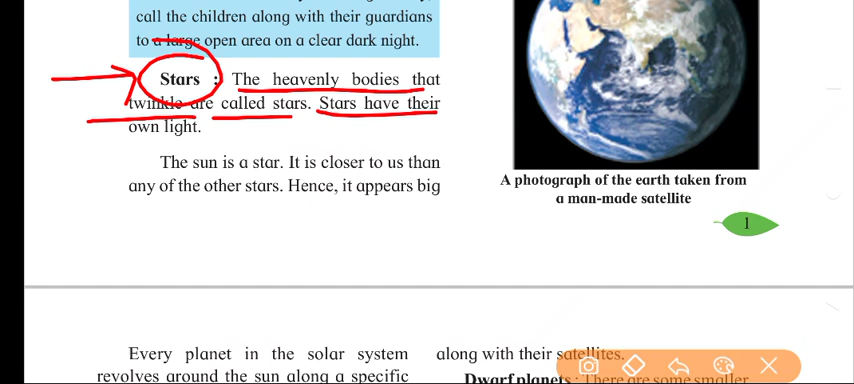 call the children along with their guardians
to a large open area on a clear dark night.
Stars : The heavenly bodies that
twinkle are called stars. Stars have their
own light.
The sun is a star. It is closer to us than
any of the other stars. Hence, it appears big
A photograph of the earth taken from
a man-made satellite
1
Every planet in the solar system
revolves around the sun along a specific
along with their satellites.
Dwarf planets : There are some smaller